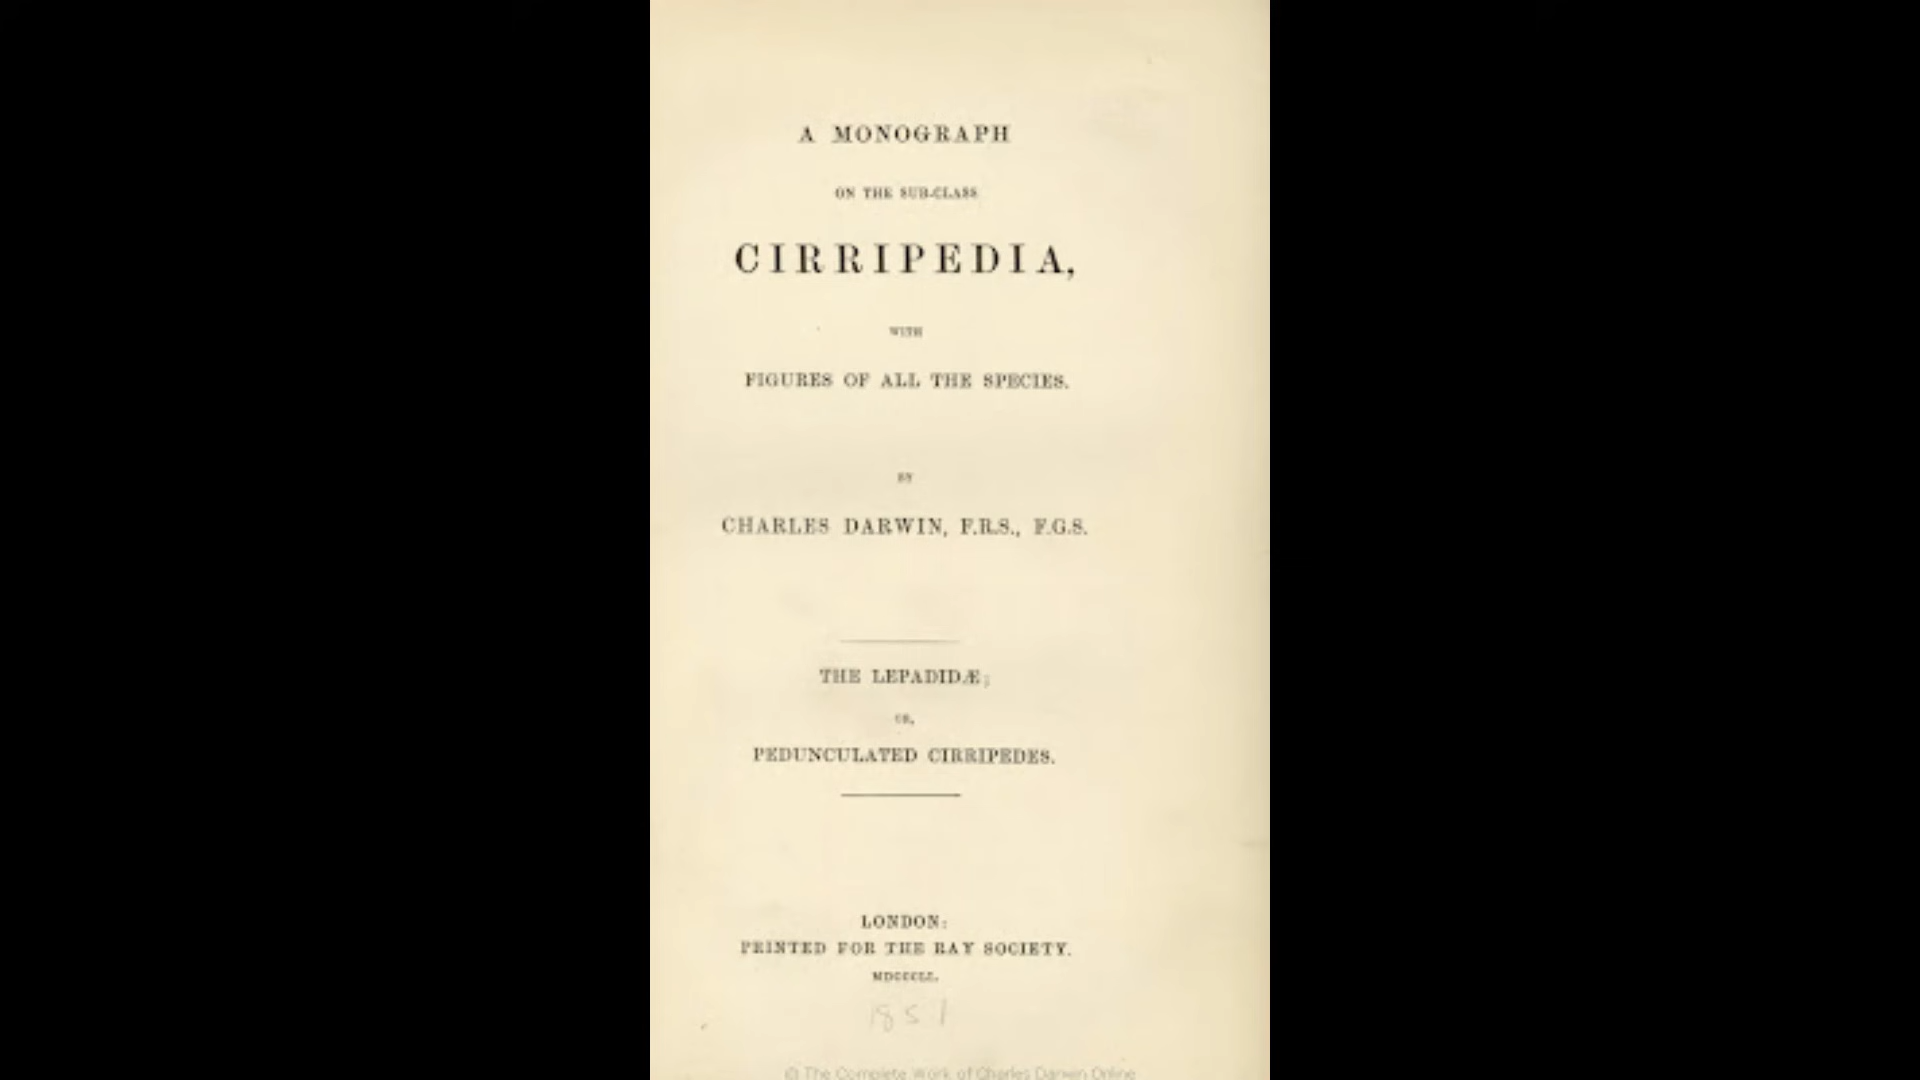 A MONOGRAPH
ON THE SUB-CLASS
CIRRIPEDIA,
WITH
FIGURES OF ALL THE SPECIES.
BY
CHARLES DARWIN, F.R.S., F.G.S.
THE LEPADIDÆ;
OR,
PEDUNCULATED CIRRIPEDES.
LONDON:
PRINTED FOR THE RAY SOCIETY.
MDCCCLI.
1851
© The Complete Work of Charles Darwin Online